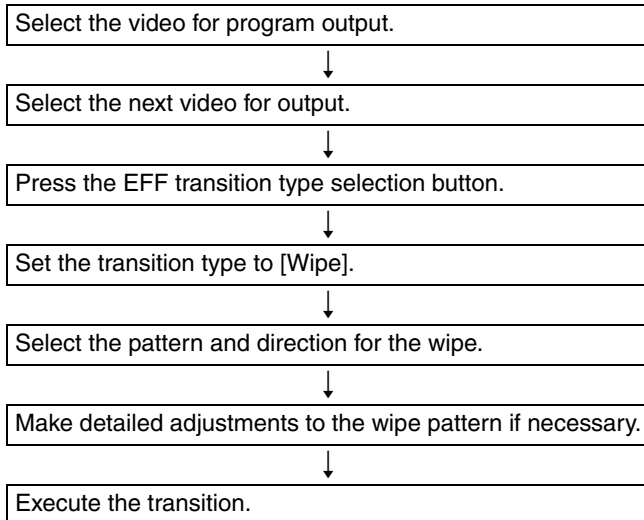 Select the video for program output.
Select the next video for output.
Press the EFF transition type selection button.
Set the transition type to [Wipe].
Select the pattern and direction for the wipe.
Make detailed adjustments to the wipe pattern if necessary.
Execute the transition.